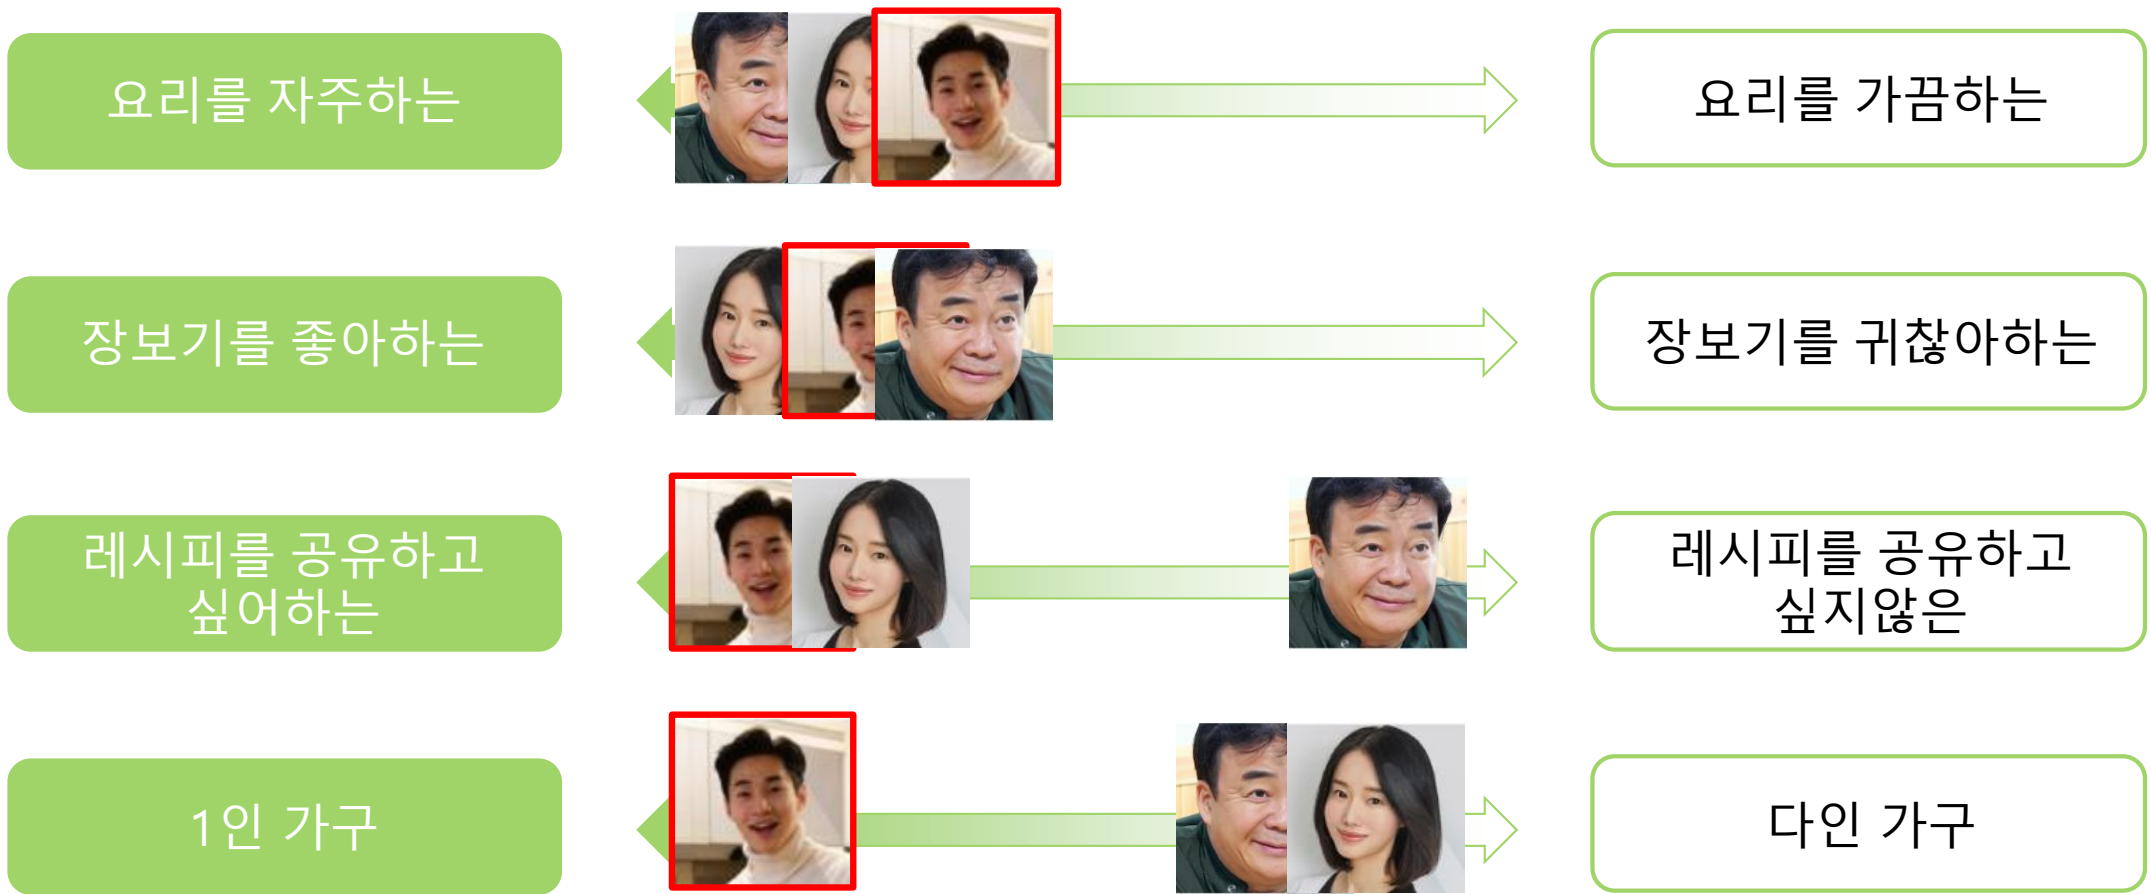 요리를 자주하는
요리를 가끔하는
장보기를 좋아하는
장보기를 귀찮아하는
레시피를 공유하고
싶어하는
레시피를 공유하고
싶지않은
1인 가구
다인 가구